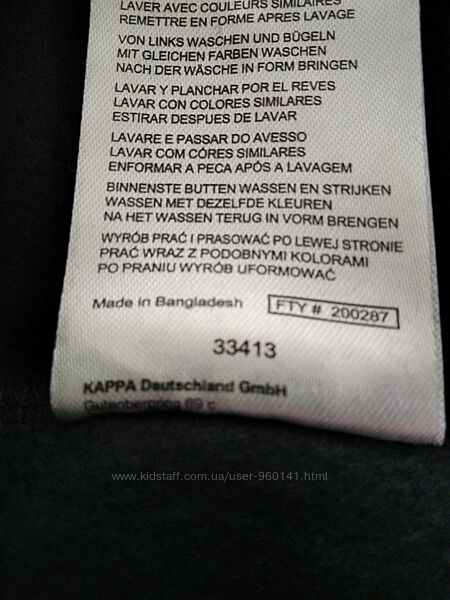 LAVER AVEC COULEURS SIMILAIRES
REMETTRE EN FORME APRES LAVAGE
VON LINKS WASCHEN UND BÜGELN
MIT GLEICHEN FARBEN WASCHEN
NACH DER WÄSCHE IN FORM BRINGEN
LAVAR Y PLANCHAR POR EL REVES
LAVAR CON COLORES SIMILARES
ESTIRAR DESPUES DE LAVAR
LAVARE E PASSAR DO AVESSO
LAVAR COM CÓRES SIMILARES
ENFORMAR A PECA APÓS A LAVAGEM
BINNENSTE BUTTEN WASSEN EN STRIJKEN
WASSEN MET DEZELFDE KLEUREN
NA HET WASSEN TERUG IN VORM BRENGEN
WYRÓB PRAĆ I PRASOWAĆ PO LEWEJ STRONIE
PRAĆ WRAZ Z PODOBNYMI KOLORAMI
PO PRANIU WYRÓB UFORMOWAĆ
Made in Bangladesh FTY # 200287
33413
KAPPA Deutschland GmbH
Gutenbergring 69 c
www.kidstaff.com.ua/user-960141.html